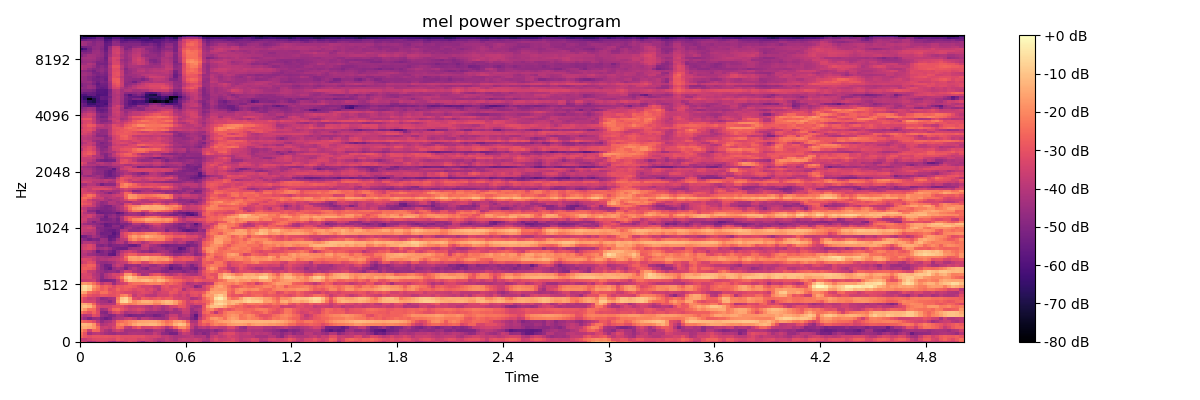 mel power spectrogram
Hz
8192
4096
2048
1024
512
0
0 0.6 1.2 1.8 2.4 3 3.6 4.2 4.8
Time
+0 dB
-10 dB
-20 dB
-30 dB
-40 dB
-50 dB
-60 dB
-70 dB
-80 dB